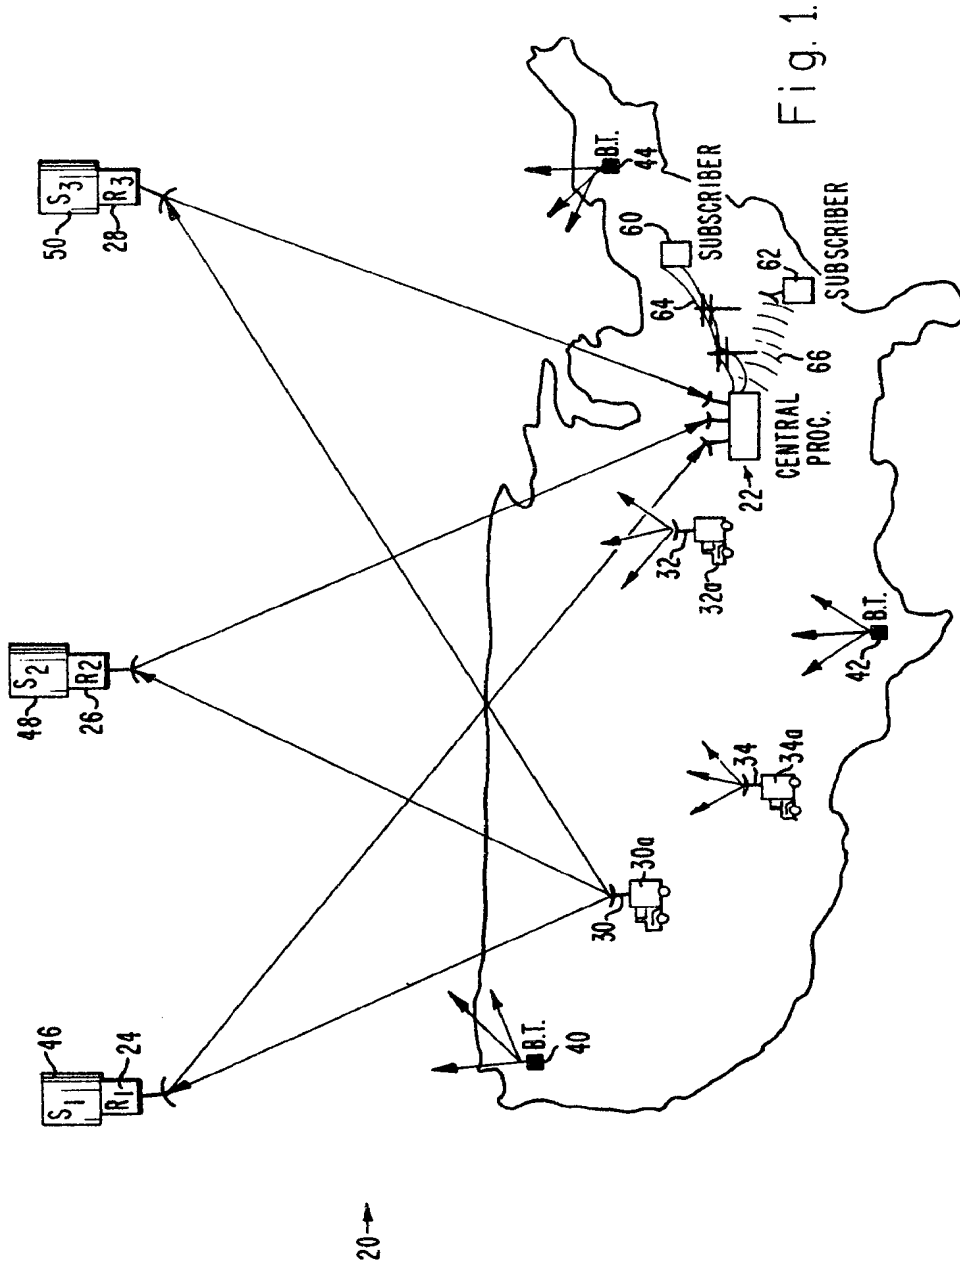 S1
46
R1
24
S2
48
R2
26
S3
50
R3
28
20
B.T.
40
30
30a
34
34a
32
32a
B.T.
42
B.T.
44
22
CENTRAL
PROC.
64
60
SUBSCRIBER
66
62
SUBSCRIBER
Fig. 1.